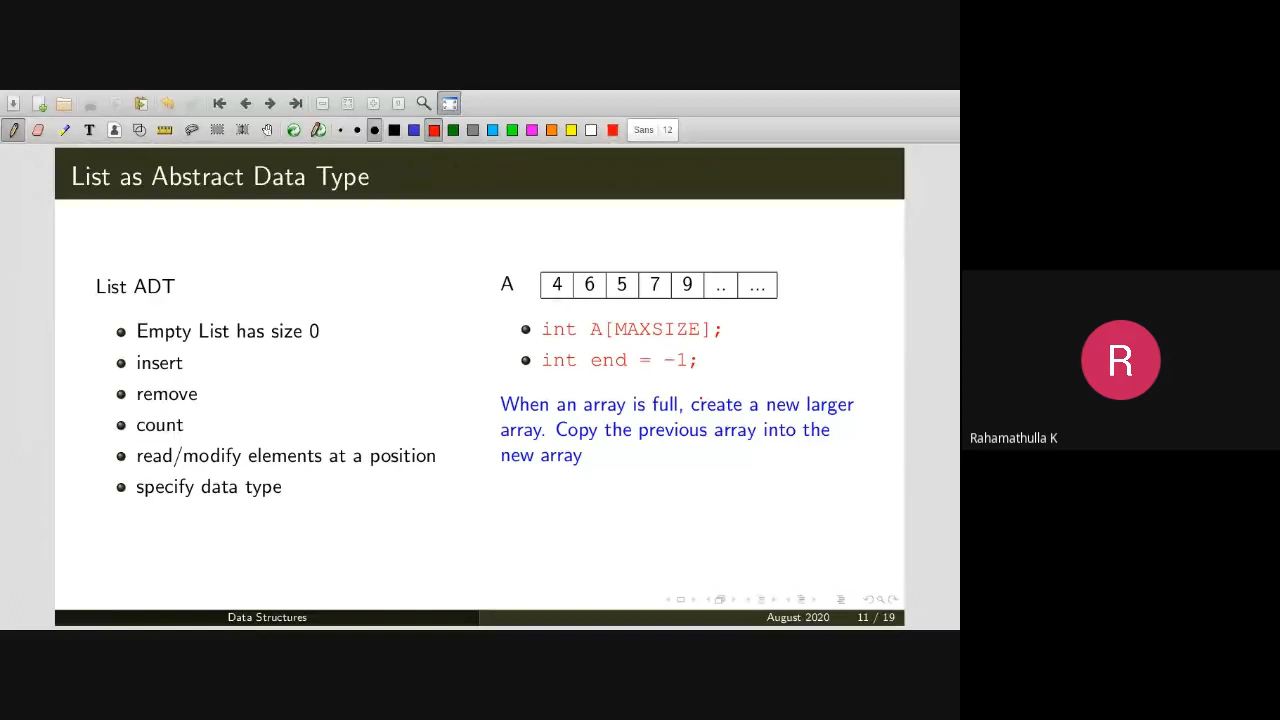 T
Sans 12
List as Abstract Data Type
List ADT
Empty List has size 0
insert
remove
count
read/modify elements at a position
specify data type
A 4 6 5 7 9 .. ...
int A[MAXSIZE];
int end = -1;
When an array is full, create a new larger
array. Copy the previous array into the
new array
Data Structures August 2020 11 / 19
R
Rahamathulla K